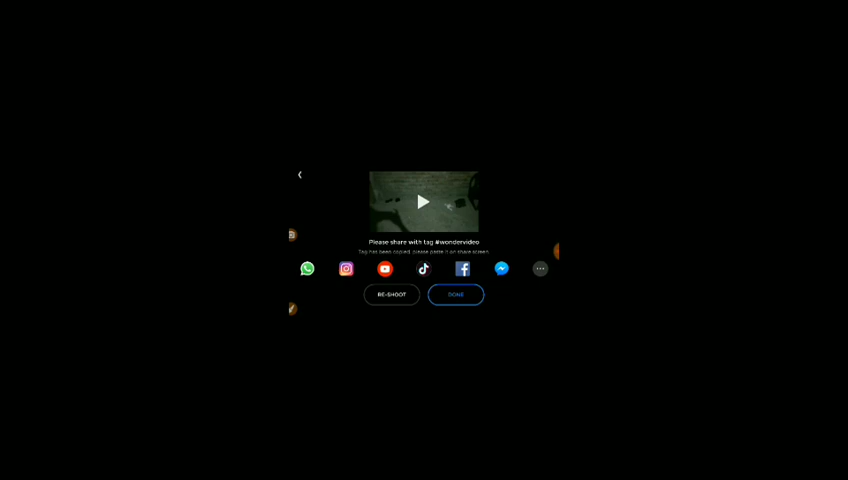 Please share with tag #wondervideo
Tag has been copied, please paste it on share screen
RE-SHOOT
DONE